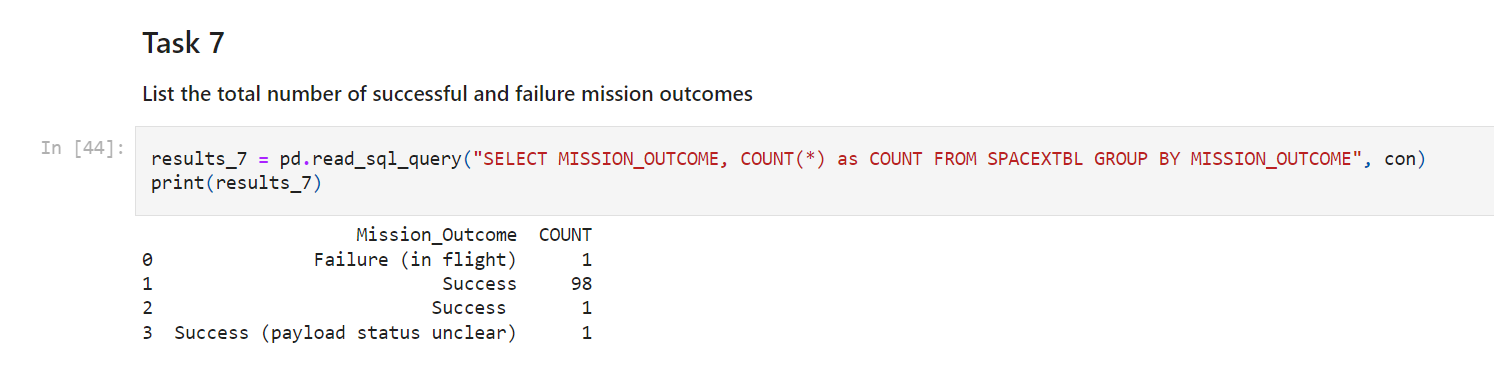 Task 7
List the total number of successful and failure mission outcomes
In [44]:
results_7 = pd.read_sql_query("SELECT MISSION_OUTCOME, COUNT(*) as COUNT FROM SPACEXTBL GROUP BY MISSION_OUTCOME", con)
print(results_7)
Mission_Outcome COUNT
0 Failure (in flight) 1
1 Success 98
2 Success 1
3 Success (payload status unclear) 1